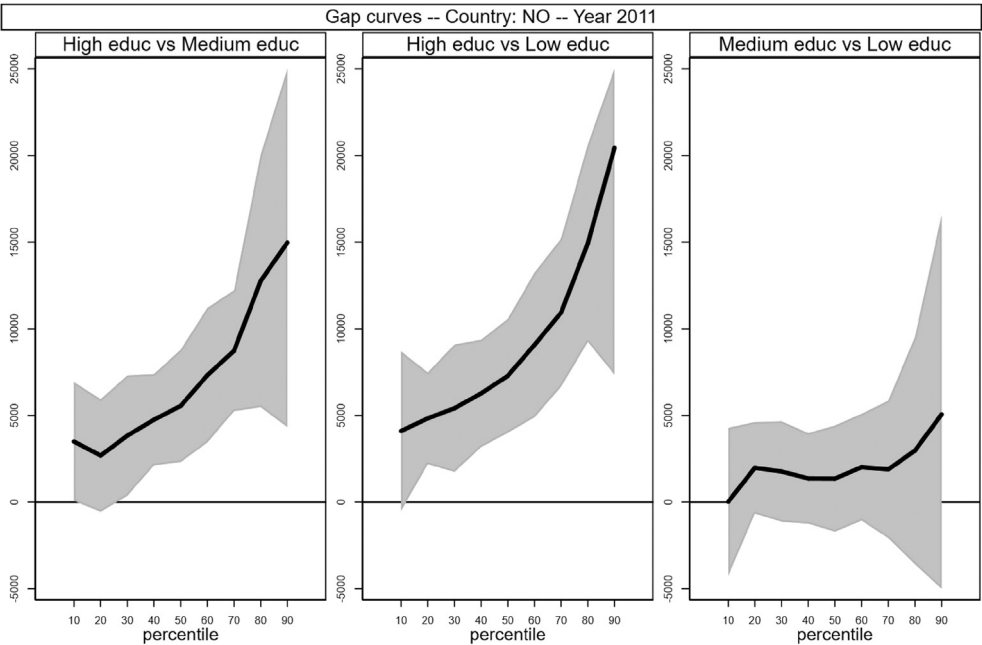 Gap curves -- Country: NO -- Year 2011
High educ vs Medium educ
High educ vs Low educ
Medium educ vs Low educ
25000
20000
15000
10000
5000
0
-5000
10 20 30 40 50 60 70 80 90
percentile
25000
20000
15000
10000
5000
0
-5000
10 20 30 40 50 60 70 80 90
percentile
25000
20000
15000
10000
5000
0
-5000
10 20 30 40 50 60 70 80 90
percentile